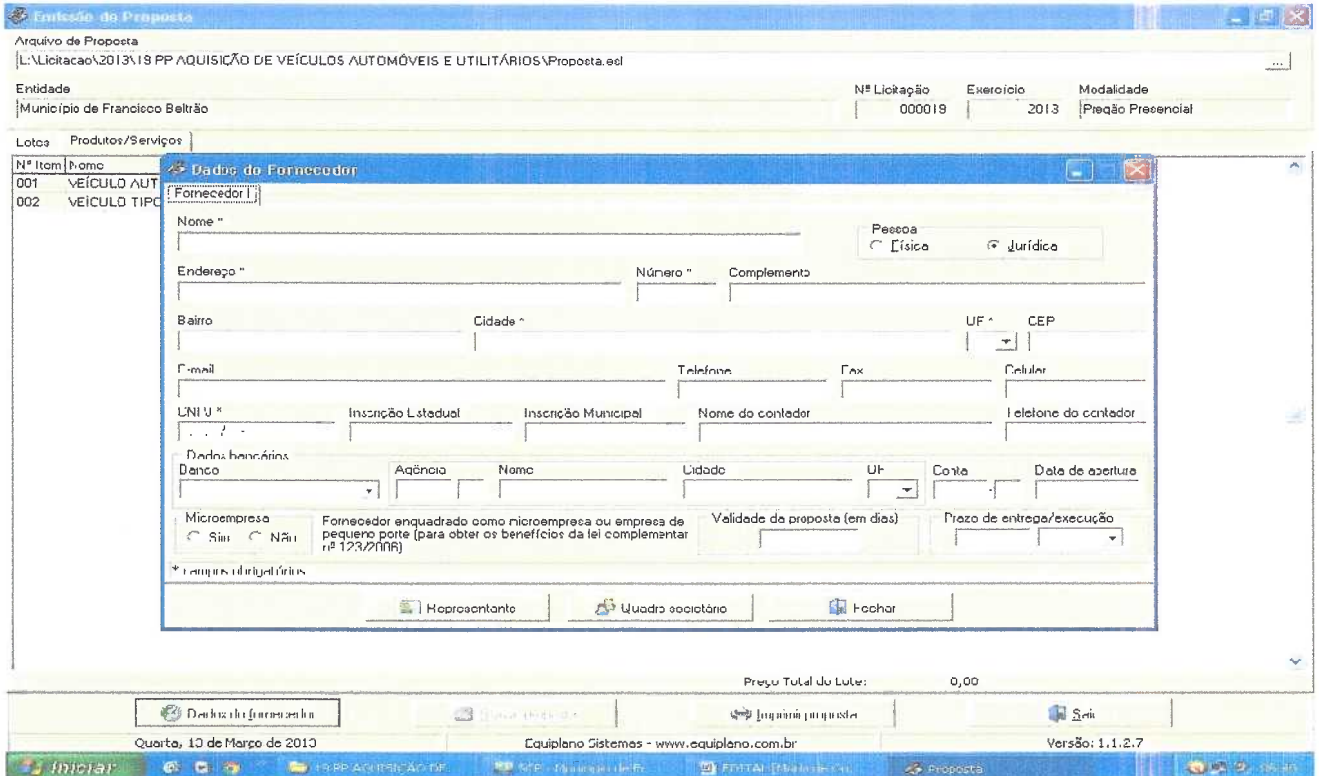 Emissão de Proposta
Arquivo de Proposta
L:\Licitacao\2013\19 PP AQUISIÇÃO DE VEÍCULOS AUTOMÓVEIS E UTILITÁRIOS\Proposta.esl
...
Entidade Nº Licitação Exercício Modalidade
Município de Francisco Beltrão 000019 2013 Pregão Presencial
Lotes Produtos/Serviços
Nº Item Nome
001 VEÍCULO AUT
002 VEÍCULO TIPO
Dados do Fornecedor
Fornecedor
Nome *
Pessoa
Física Jurídica
Endereço * Número * Complemento
Bairro Cidade * UF * CEP
E-mail Telefone Fax Celular
CNPJ * Inscrição Estadual Inscrição Municipal Nome do contador Telefone do contador
. . / -
Dados bancários
Banco Agência Nome Cidade UF Conta Data de abertura
-
Microempresa
Sim Não
Fornecedor enquadrado como microempresa ou empresa de
pequeno porte (para obter os benefícios da lei complementar
nº 123/2006)
Validade da proposta (em dias) Prazo de entrega/execução
* campos obrigatórios
Representante Quadro societário Fechar
Preço Total do Lote: 0,00
Dados do fornecedor Imprimir proposta Sair
Quarta, 13 de Março de 2013 Equiplano Sistemas - www.equiplano.com.br Versão: 1.1.2.7
Iniciar 19 PP AQUISIÇÃO DE Proposta